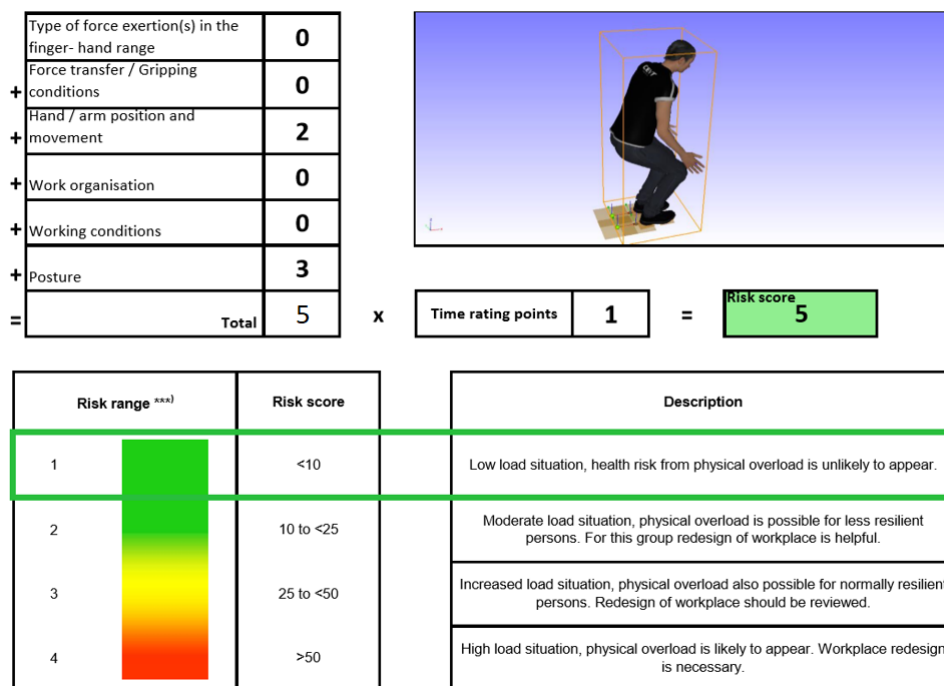 Type of force exertion(s) in the
finger- hand range
0
+
Force transfer / Gripping
conditions
0
+
Hand / arm position and
movement
2
+
Work organisation
0
+
Working conditions
0
+
Posture
3
=
Total
5
x
Time rating points
1
=
Risk score
5
Risk range ***)
Risk score
Description
1
<10
Low load situation, health risk from physical overload is unlikely to appear.
2
10 to <25
Moderate load situation, physical overload is possible for less resilient
persons. For this group redesign of workplace is helpful.
3
25 to <50
Increased load situation, physical overload also possible for normally resilient
persons. Redesign of workplace should be reviewed.
4
>50
High load situation, physical overload is likely to appear. Workplace redesign
is necessary.